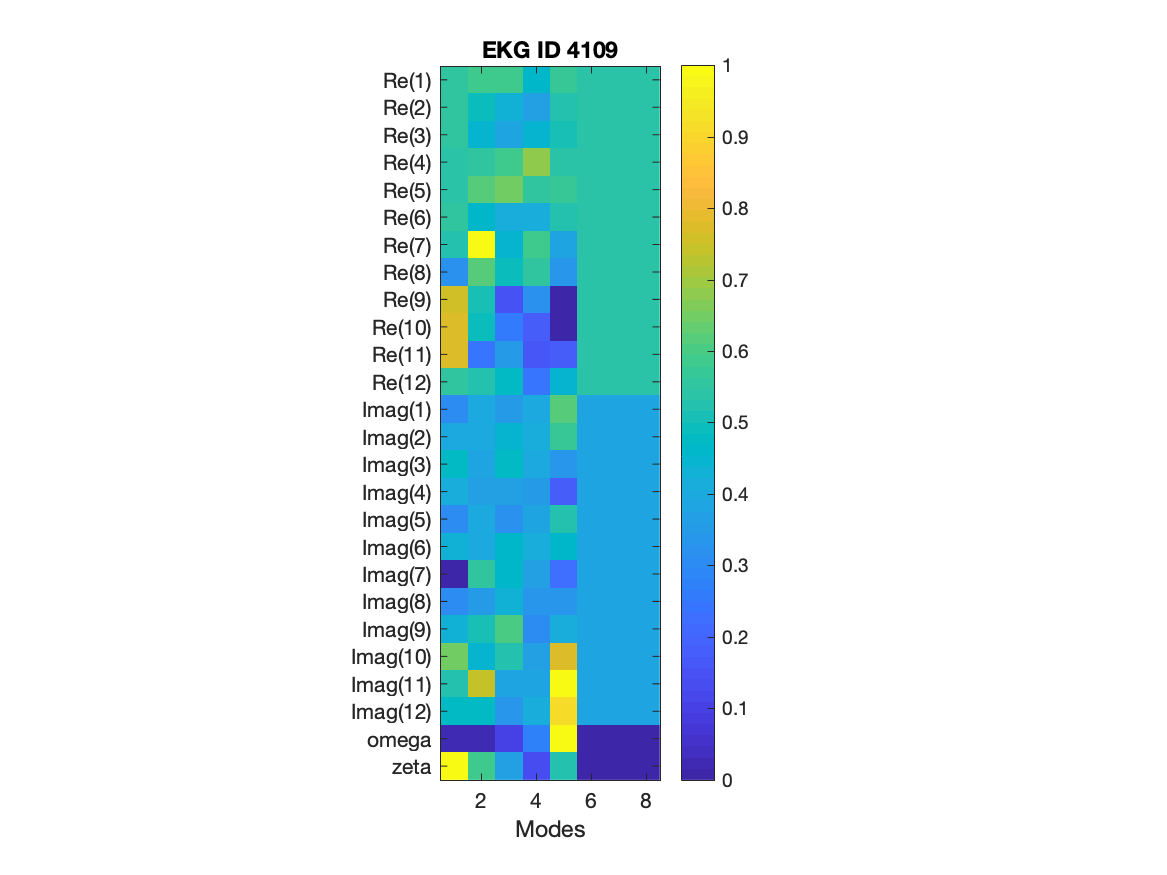 EKG ID 4109
Re(1)
Re(2)
Re(3)
Re(4)
Re(5)
Re(6)
Re(7)
Re(8)
Re(9)
Re(10)
Re(11)
Re(12)
Imag(1)
Imag(2)
Imag(3)
Imag(4)
Imag(5)
Imag(6)
Imag(7)
Imag(8)
Imag(9)
Imag(10)
Imag(11)
Imag(12)
omega
zeta
2 4 6 8
Modes
1
0.9
0.8
0.7
0.6
0.5
0.4
0.3
0.2
0.1
0